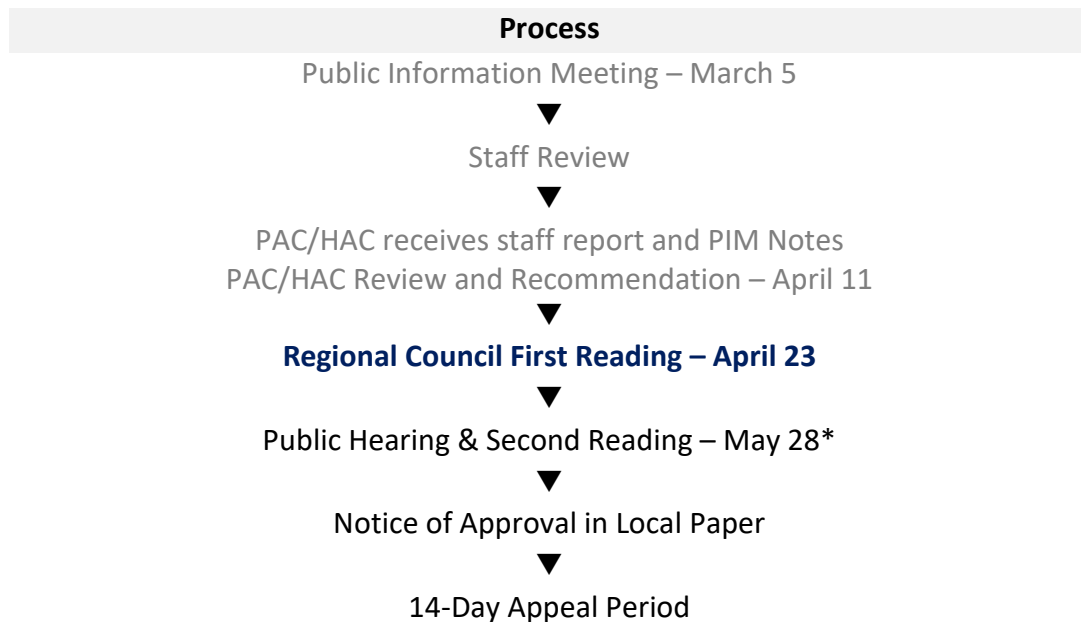 Process
Public Information Meeting – March 5
Staff Review
PAC/HAC receives staff report and PIM Notes
PAC/HAC Review and Recommendation – April 11
Regional Council First Reading – April 23
Public Hearing & Second Reading – May 28*
Notice of Approval in Local Paper
14-Day Appeal Period